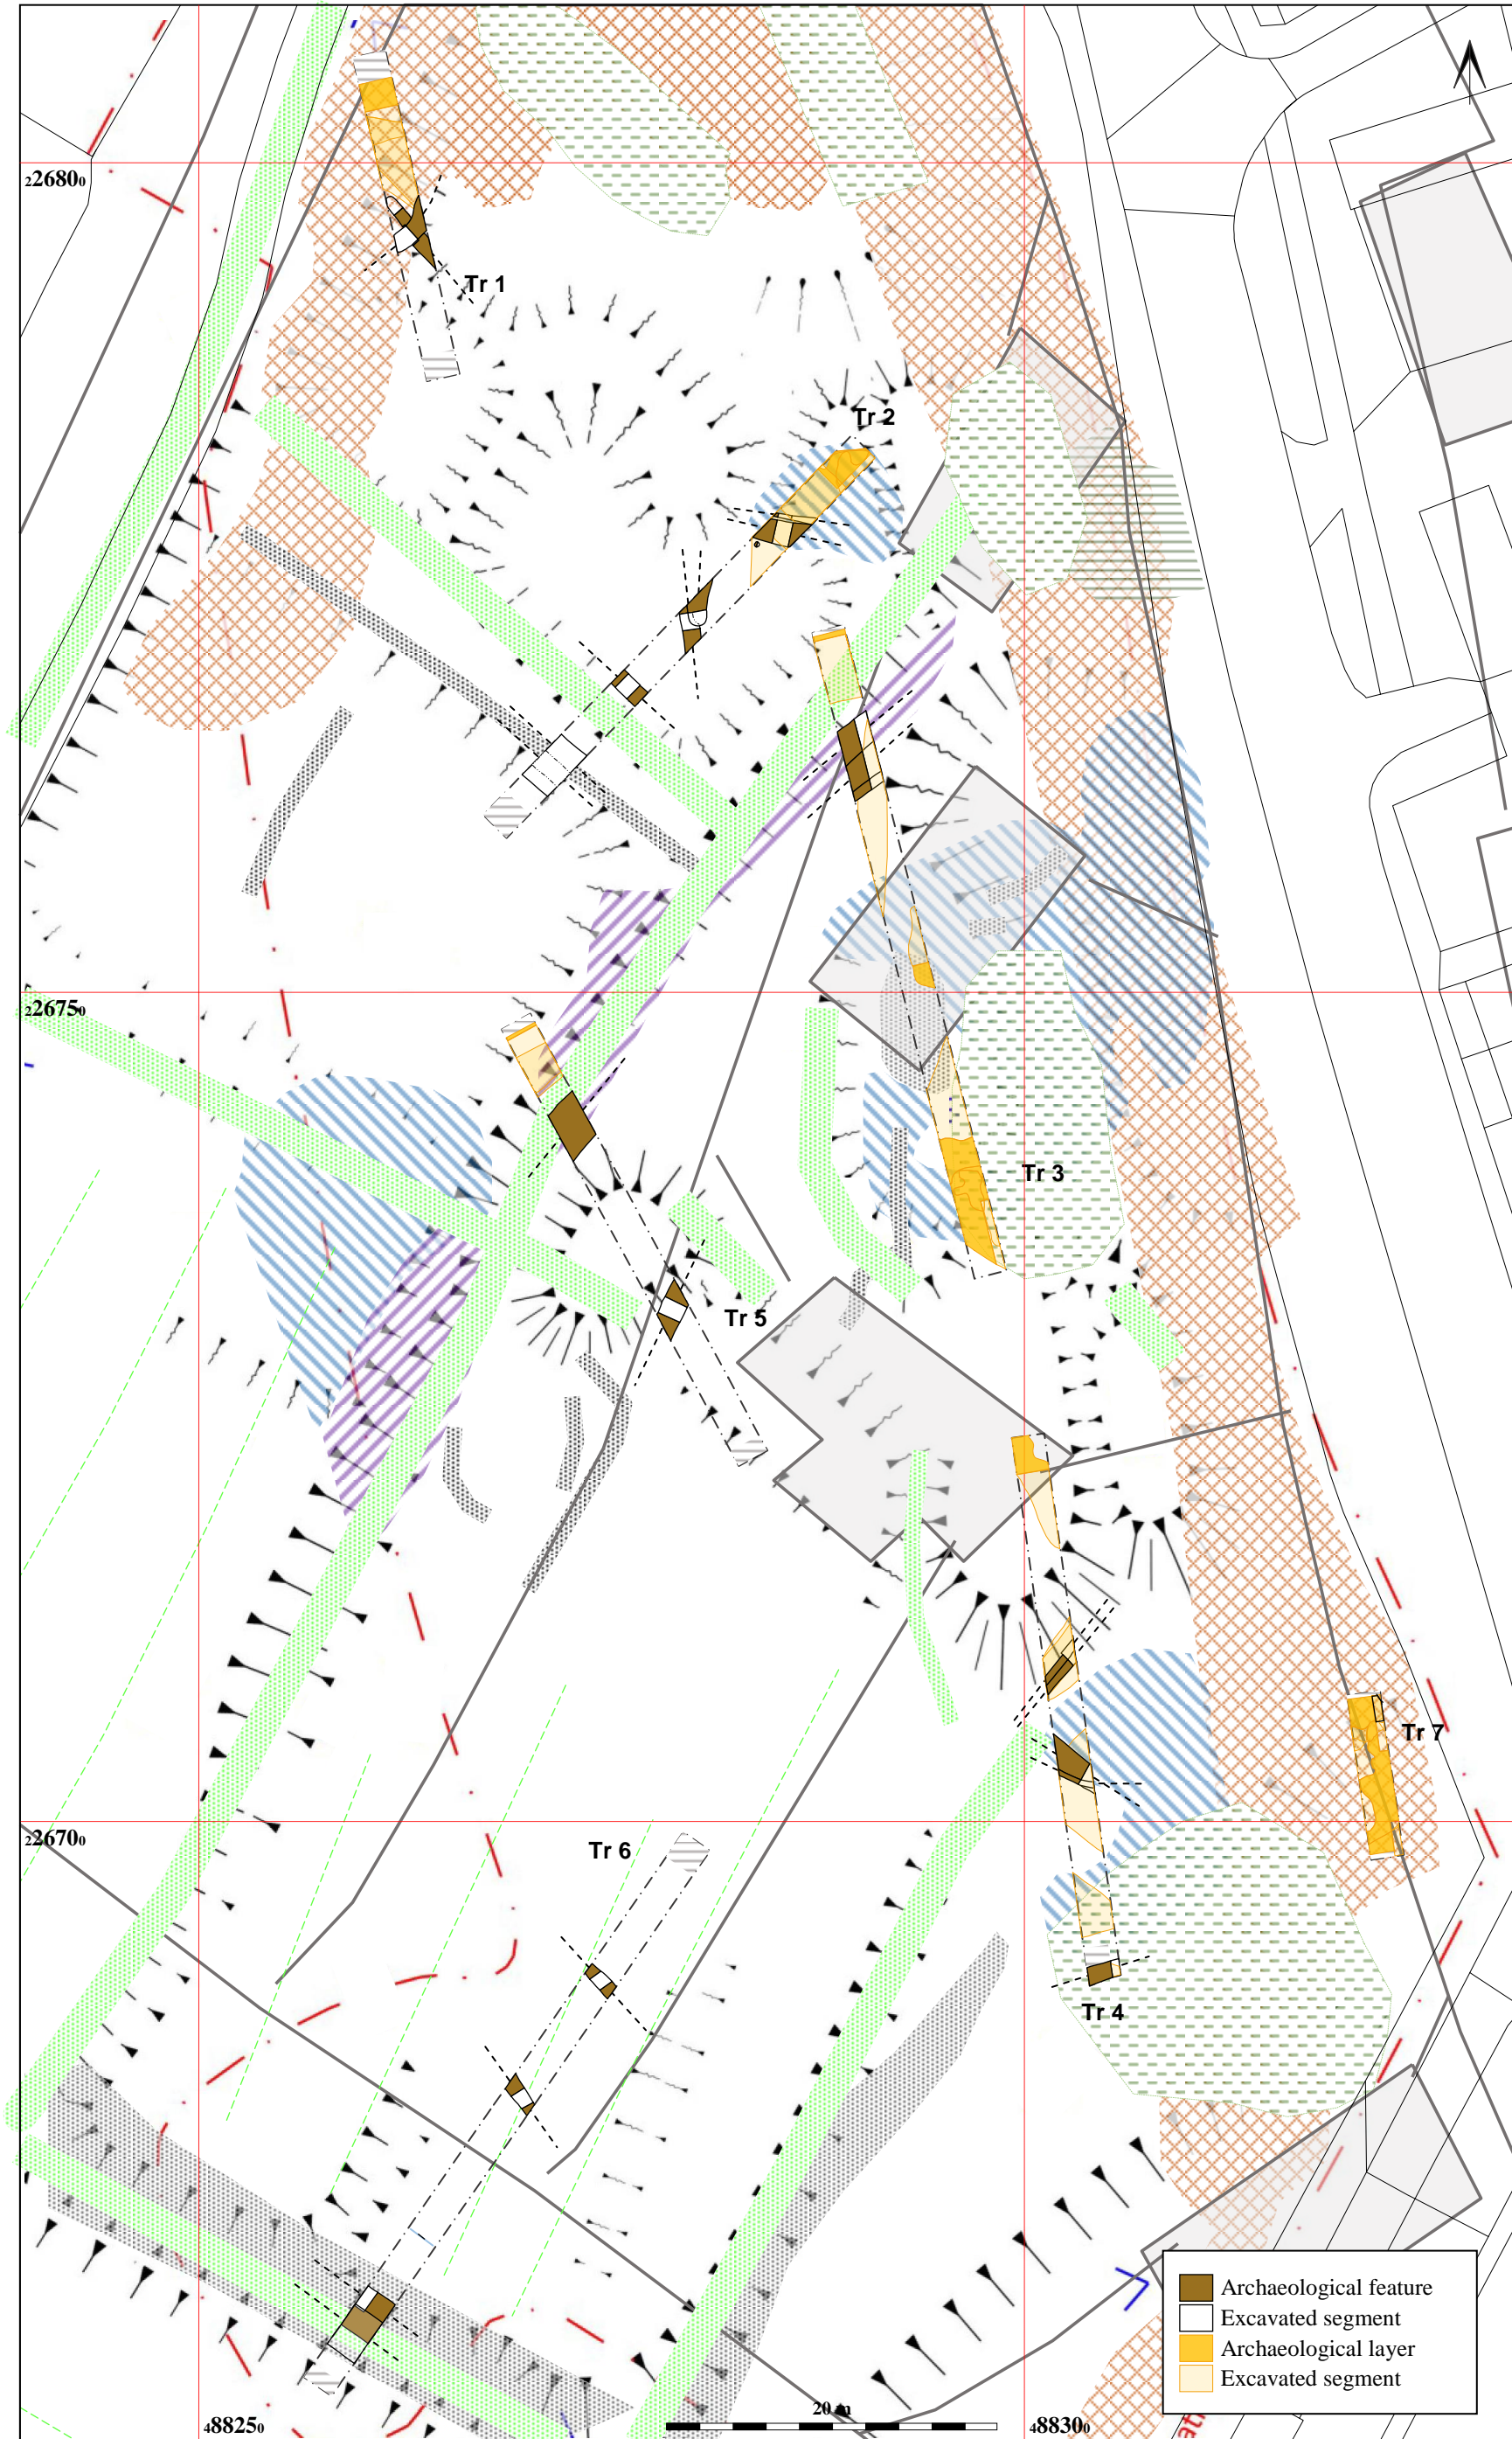 226800
Tr 1
Tr 2
226750
Tr 3
Tr 5
Tr 7
226700
Tr 6
Tr 4
Archaeological feature
Excavated segment
Archaeological layer
Excavated segment
20 m
488250
488300